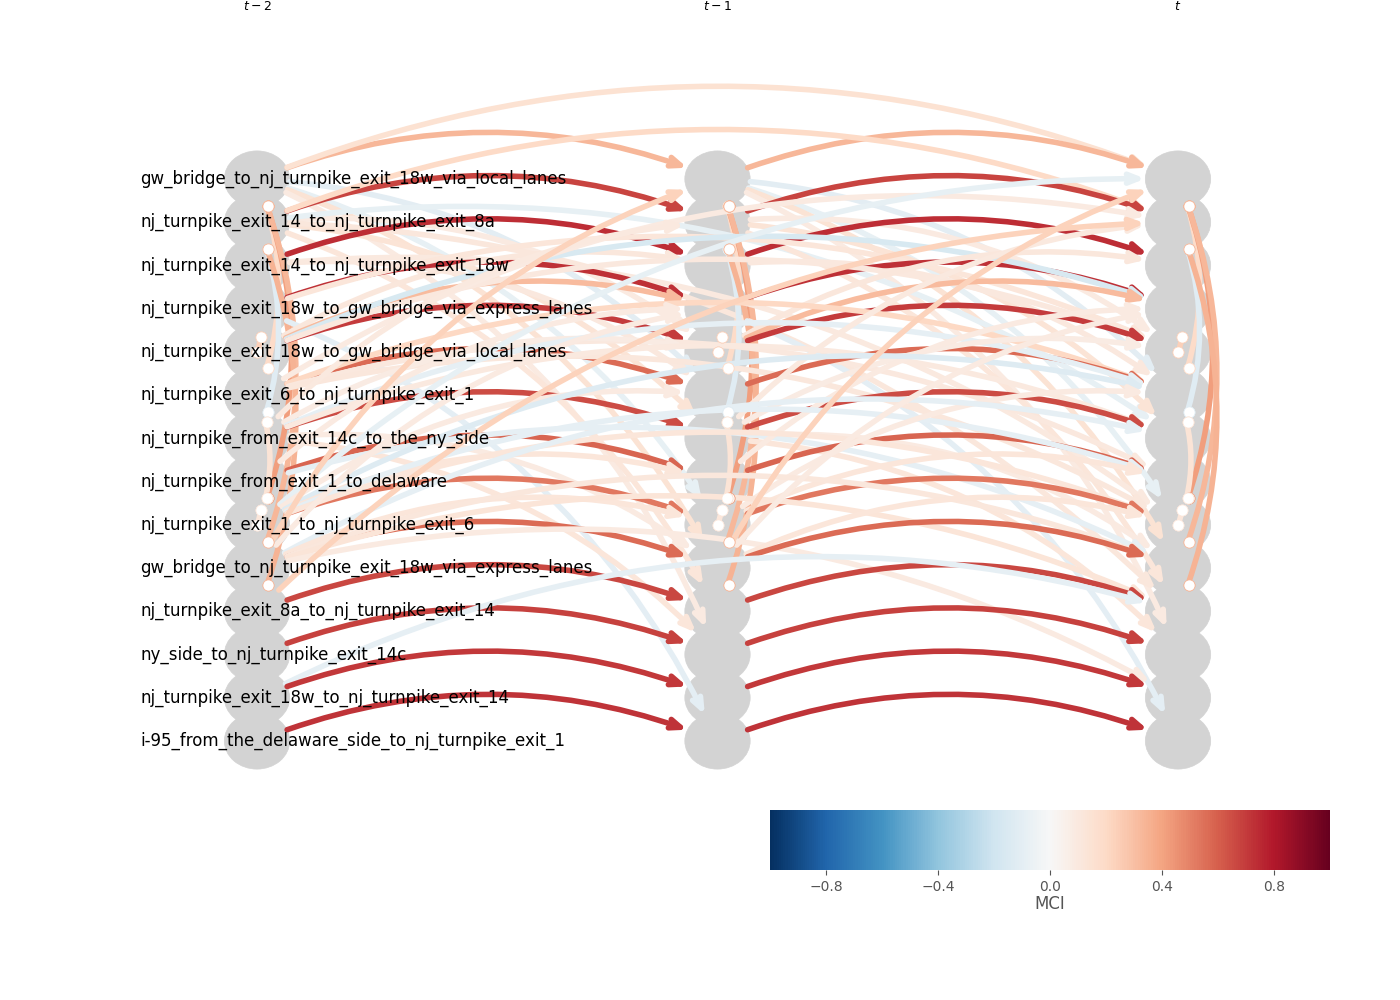 t − 2 t − 1 t
gw_bridge_to_nj_turnpike_exit_18w_via_local_lanes
nj_turnpike_exit_14_to_nj_turnpike_exit_8a
nj_turnpike_exit_14_to_nj_turnpike_exit_18w
nj_turnpike_exit_18w_to_gw_bridge_via_express_lanes
nj_turnpike_exit_18w_to_gw_bridge_via_local_lanes
nj_turnpike_exit_6_to_nj_turnpike_exit_1
nj_turnpike_from_exit_14c_to_the_ny_side
nj_turnpike_from_exit_1_to_delaware
nj_turnpike_exit_1_to_nj_turnpike_exit_6
gw_bridge_to_nj_turnpike_exit_18w_via_express_lanes
nj_turnpike_exit_8a_to_nj_turnpike_exit_14
ny_side_to_nj_turnpike_exit_14c
nj_turnpike_exit_18w_to_nj_turnpike_exit_14
i-95_from_the_delaware_side_to_nj_turnpike_exit_1
−0.8 −0.4 0.0 0.4 0.8
MCI